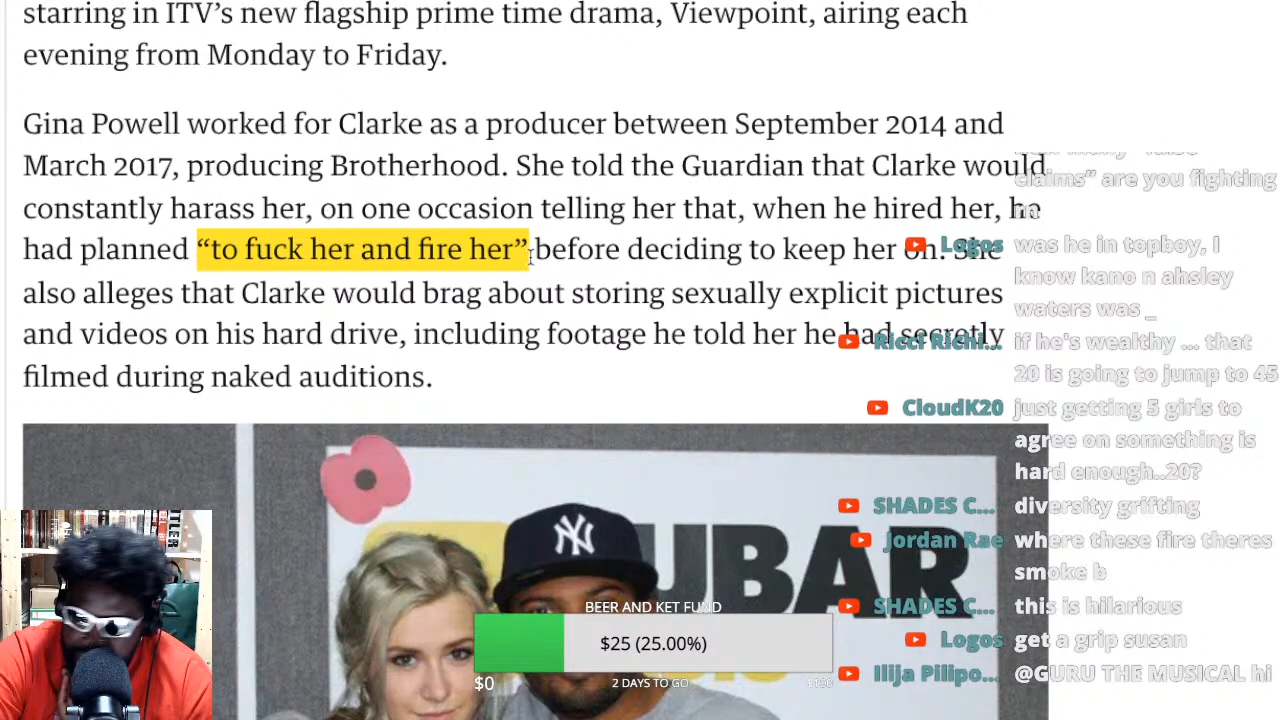 starring in ITV’s new flagship prime time drama, Viewpoint, airing each
evening from Monday to Friday.
Gina Powell worked for Clarke as a producer between September 2014 and
March 2017, producing Brotherhood. She told the Guardian that Clarke would
constantly harass her, on one occasion telling her that, when he hired her, he
had planned “to fuck her and fire her” before deciding to keep her on. She
also alleges that Clarke would brag about storing sexually explicit pictures
and videos on his hard drive, including footage he told her he had secretly
filmed during naked auditions.
claims” are you fighting
Logos was he in topboy, I
know kano n ahsley
waters was _
Ricci Richi... if he's wealthy ... that
20 is going to jump to 45
CloudK20 just getting 5 girls to
agree on something is
hard enough..20?
SHADES C... diversity grifting
Jordan Rae where these fire theres
smoke b
SHADES C... this is hilarious
Logos get a grip susan
Ilija Pilipo... @GURU THE MUSICAL hi
UBAR
BEER AND KET FUND
$25 (25.00%)
$0 2 DAYS TO GO